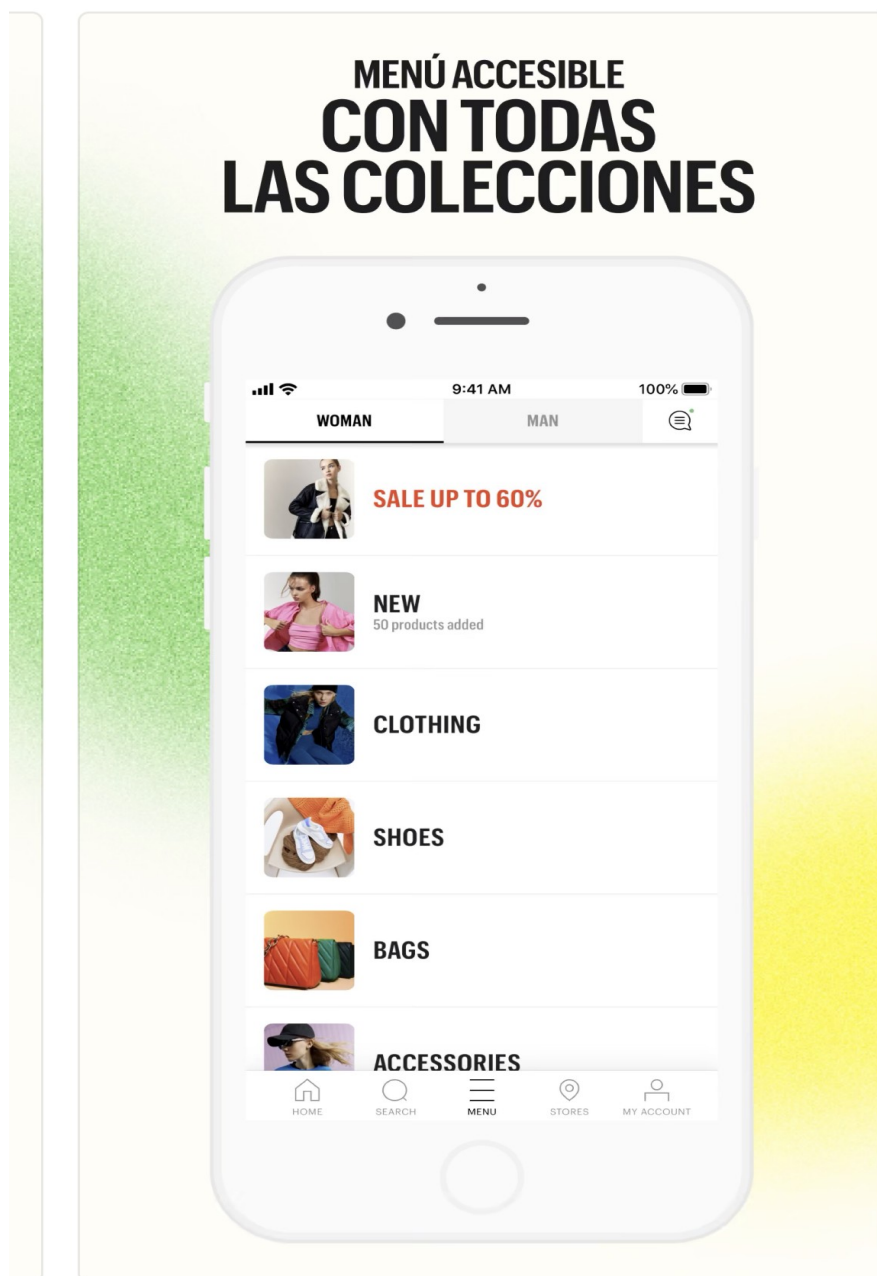 MENÚ ACCESIBLE
CON TODAS
LAS COLECCIONES
9:41 AM
100%
WOMAN
MAN
SALE UP TO 60%
NEW
50 products added
CLOTHING
SHOES
BAGS
ACCESSORIES
HOME
SEARCH
MENU
STORES
MY ACCOUNT